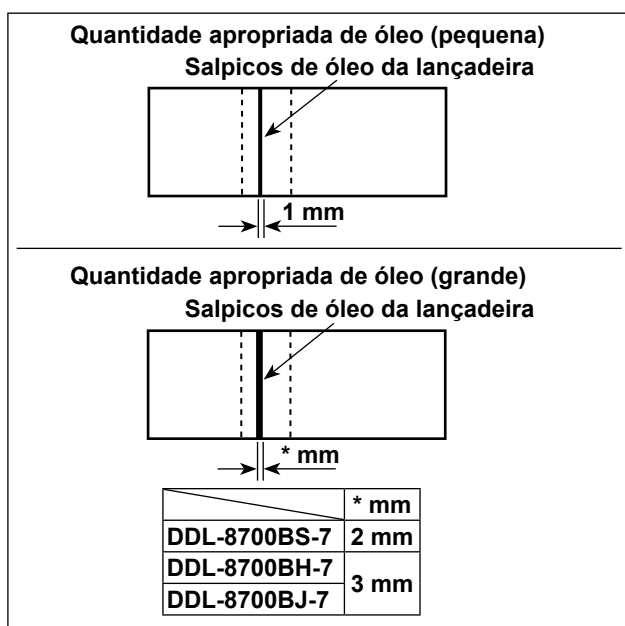 Quantidade apropriada de óleo (pequena)
Salpicos de óleo da lançadeira
1 mm
Quantidade apropriada de óleo (grande)
Salpicos de óleo da lançadeira
* mm
* mm
DDL-8700BS-7 2 mm
DDL-8700BH-7
3 mm
DDL-8700BJ-7